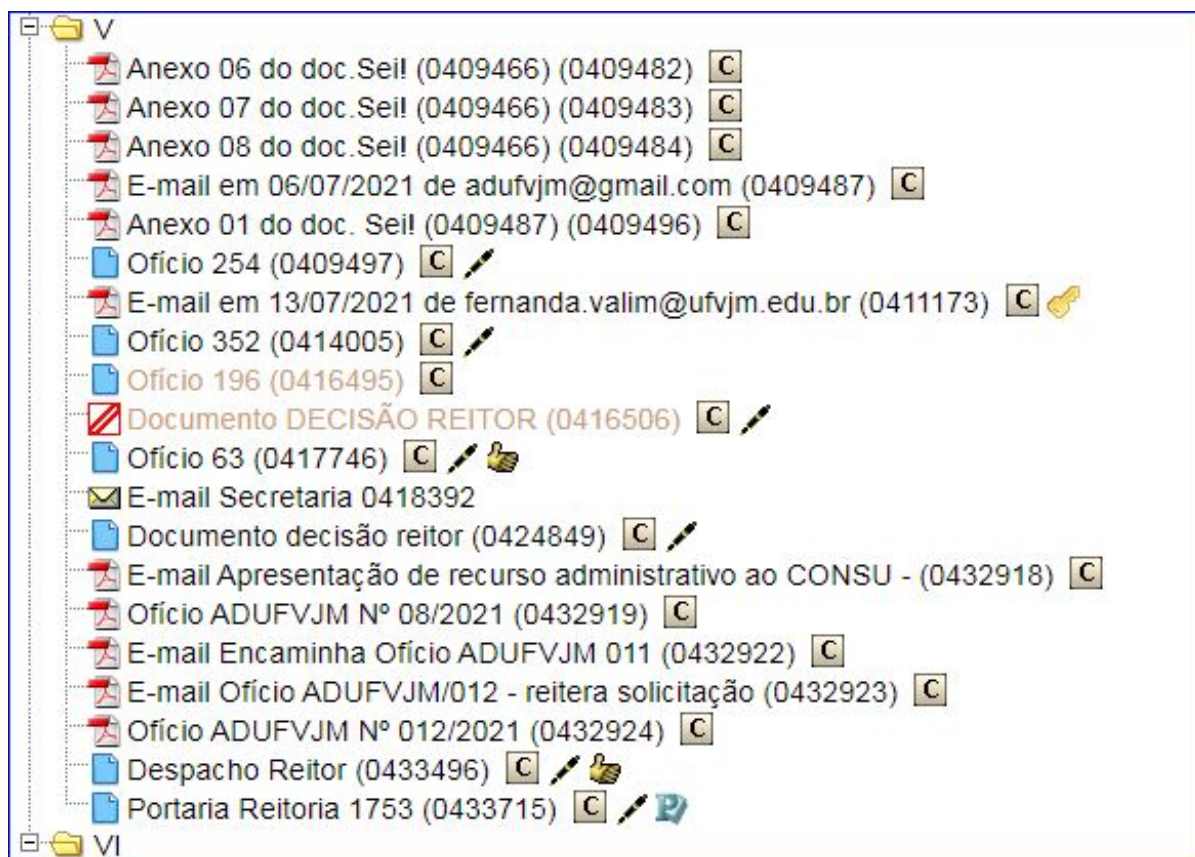 V
Anexo 06 do doc.Sei! (0409466) (0409482) C
Anexo 07 do doc.Sei! (0409466) (0409483) C
Anexo 08 do doc.Sei! (0409466) (0409484) C
E-mail em 06/07/2021 de adufvjm@gmail.com (0409487) C
Anexo 01 do doc. Sei! (0409487) (0409496) C
Ofício 254 (0409497) C
E-mail em 13/07/2021 de fernanda.valim@ufvjm.edu.br (0411173) C
Ofício 352 (0414005) C
Ofício 196 (0416495) C
Documento DECISÃO REITOR (0416506) C
Ofício 63 (0417746) C
E-mail Secretaria 0418392
Documento decisão reitor (0424849) C
E-mail Apresentação de recurso administrativo ao CONSU - (0432918) C
Ofício ADUFVJM Nº 08/2021 (0432919) C
E-mail Encaminha Ofício ADUFVJM 011 (0432922) C
E-mail Ofício ADUFVJM/012 - reitera solicitação (0432923) C
Ofício ADUFVJM Nº 012/2021 (0432924) C
Despacho Reitor (0433496) C
Portaria Reitoria 1753 (0433715) C P
VI